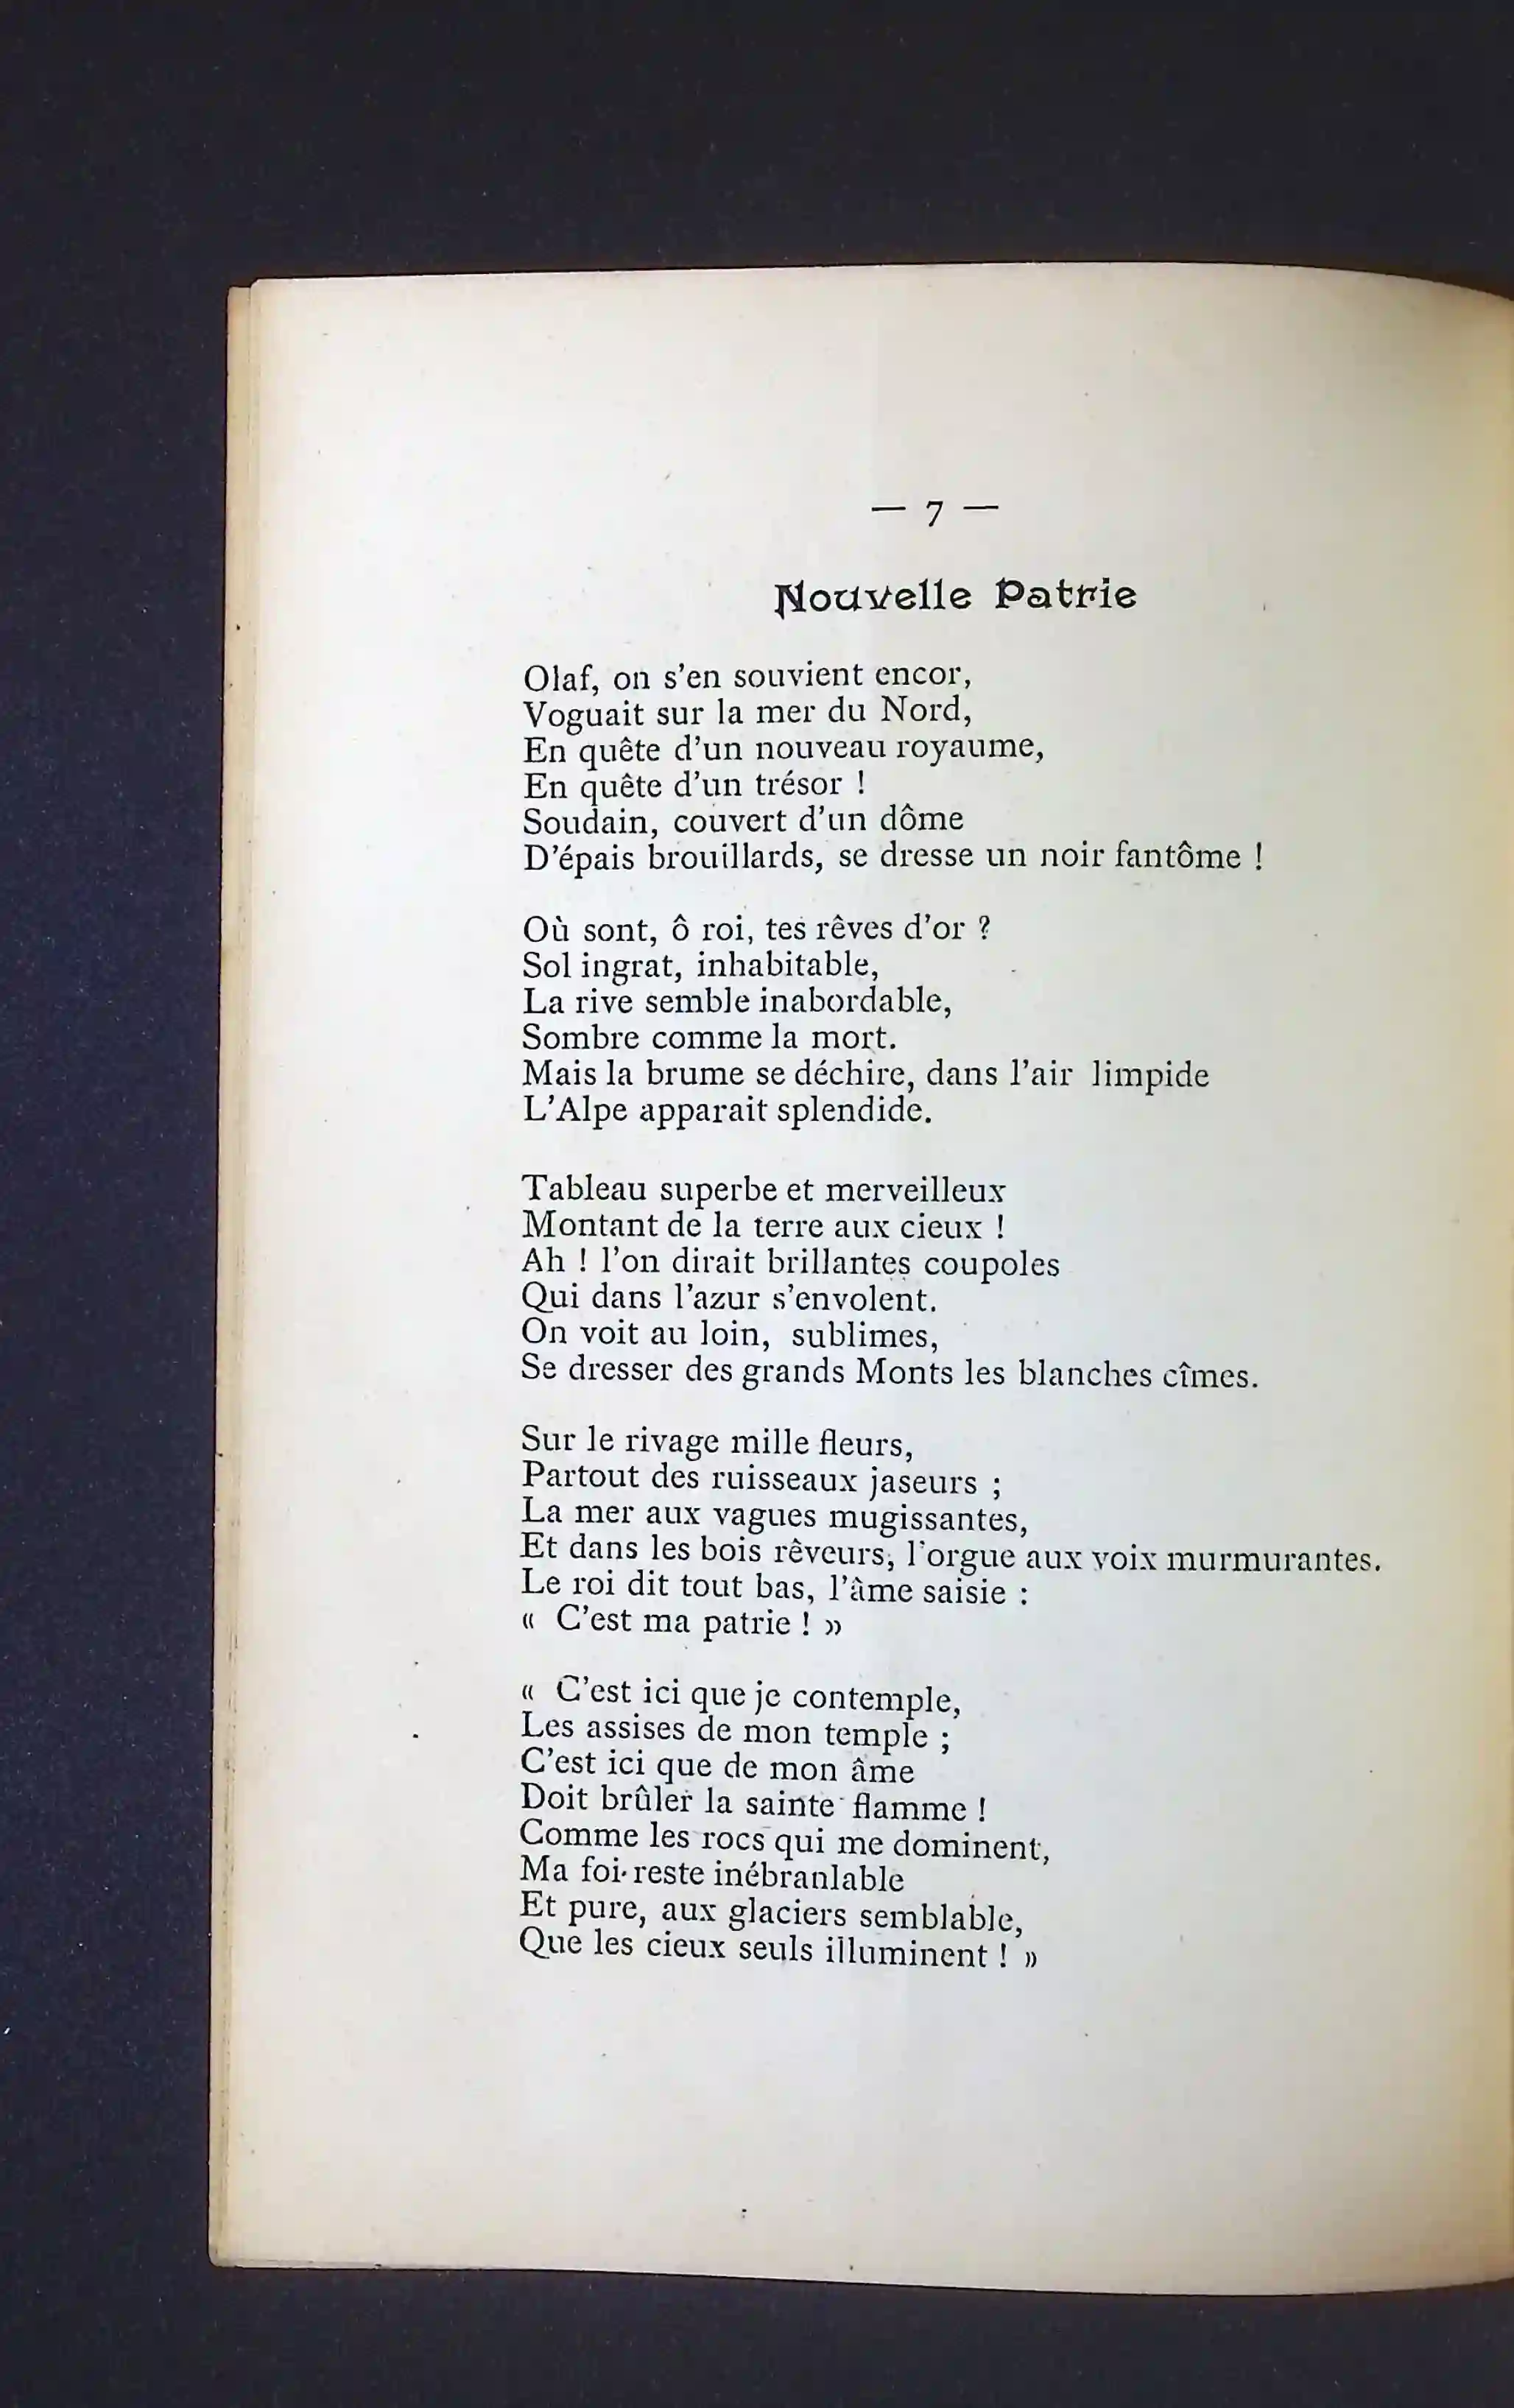 — 7 —
Nouvelle Patrie
Olaf, on s'en souvient encor,
Voguait sur la mer du Nord,
En quête d'un nouveau royaume,
En quête d'un trésor !
Soudain, couvert d'un dôme
D'épais brouillards, se dresse un noir fantôme !
Où sont, ô roi, tes rêves d'or ?
Sol ingrat, inhabitable,
La rive semble inabordable,
Sombre comme la mort.
Mais la brume se déchire, dans l'air limpide
L'Alpe apparait splendide.
Tableau superbe et merveilleux
Montant de la terre aux cieux !
Ah ! l'on dirait brillantes coupoles
Qui dans l'azur s'envolent.
On voit au loin, sublimes,
Se dresser des grands Monts les blanches cîmes.
Sur le rivage mille fleurs,
Partout des ruisseaux jaseurs ;
La mer aux vagues mugissantes,
Et dans les bois rêveurs, l'orgue aux voix murmurantes.
Le roi dit tout bas, l'âme saisie :
« C'est ma patrie ! »
« C'est ici que je contemple,
Les assises de mon temple ;
C'est ici que de mon âme
Doit brûler la sainte flamme !
Comme les rocs qui me dominent,
Ma foi reste inébranlable
Et pure, aux glaciers semblable,
Que les cieux seuls illuminent ! »